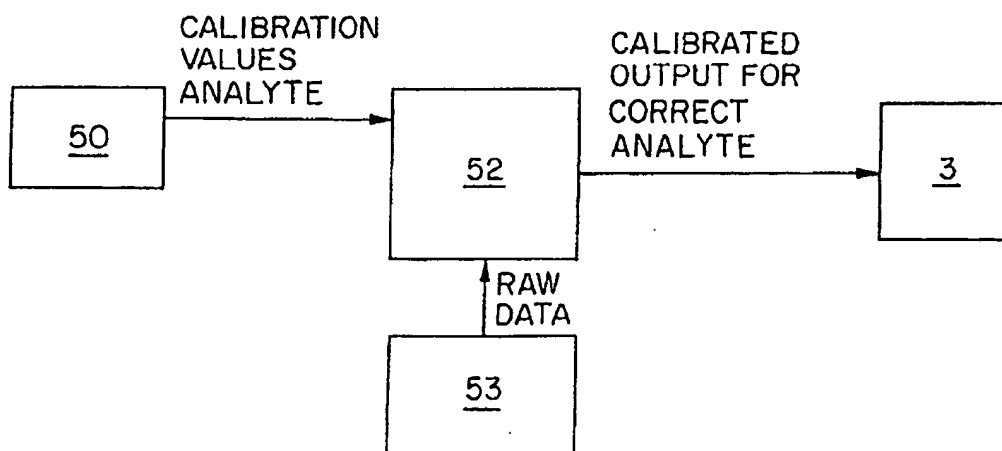 CALIBRATION
VALUES
ANALYTE
50
52
CALIBRATED
OUTPUT FOR
CORRECT
ANALYTE
3
RAW
DATA
53